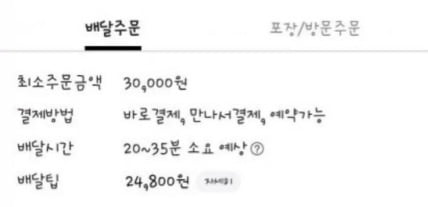 배달주문 포장/방문주문
최소주문금액 30,000원
결제방법 바로결제, 만나서결제, 예약가능
배달시간 20~35분 소요 예상 ?
배달팁 24,800원 자세히